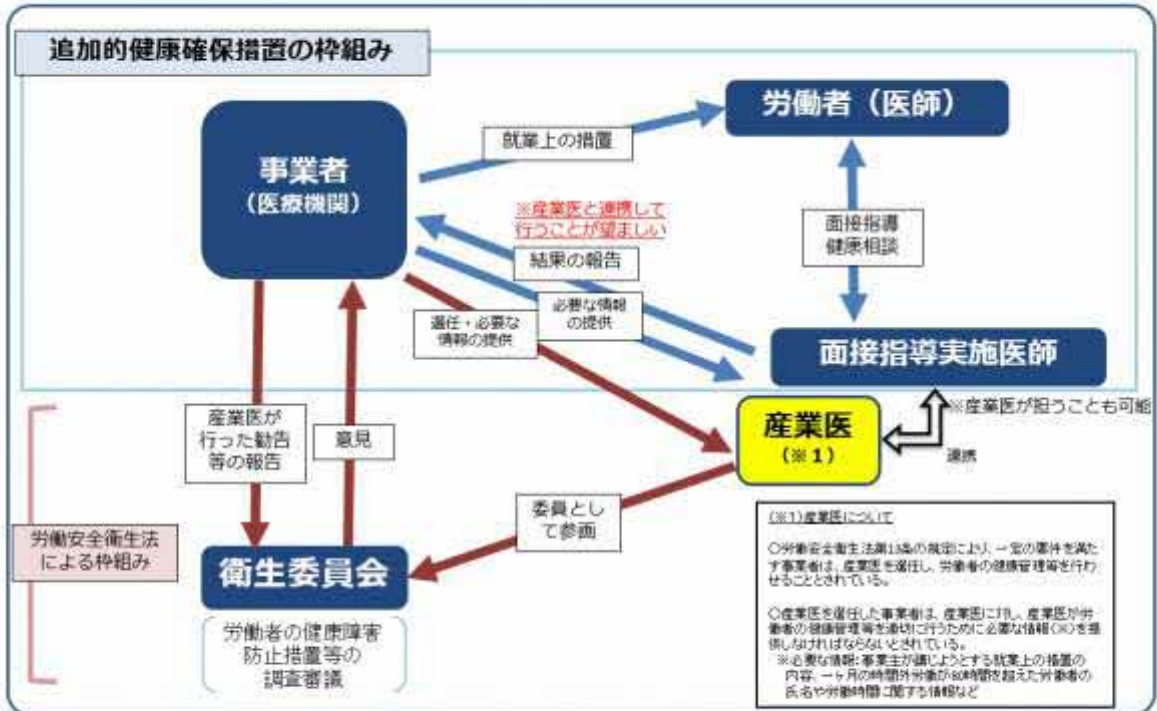 追加的健康確保措置の枠組み
労働者（医師）
事業者
（医療機関）
就業上の措置
※産業医と連携して
行うことが望ましい
結果の報告
面接指導
健康相談
必要な情報
の提供
選任・必要な
情報の提供
面接指導実施医師
※産業医が担うことも可能
産業医
（※１）
連携
産業医が
行った勧告
等の報告
意見
委員とし
て参画
労働安全衛生法
による枠組み
衛生委員会
労働者の健康障害
防止措置等の
調査審議
（※１）産業医について
○労働安全衛生法第13条の規定により、一定の要件を満た
す事業者は、産業医を選任し、労働者の健康管理等を行わ
せることとされている。
○産業医を選任した事業者は、産業医に対し、産業医が労
働者の健康管理等を適切に行うために必要な情報（※）を提
供しなければならないとされている。
※必要な情報：事業主が講じようとする就業上の措置の
内容、一ヶ月の時間外労働が80時間を超えた労働者の
氏名や労働時間に関する情報など